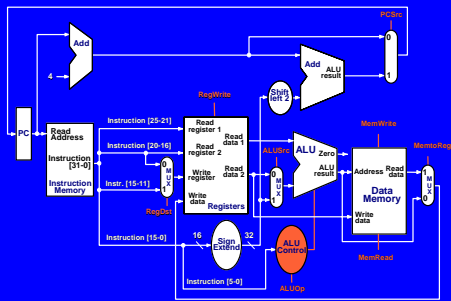 PCSrc
Add
4
Add
ALU
result
0
1
RegWrite
Shift
left 2
PC
Read
Address
Instruction
[31-0]
Instruction
Memory
Instruction [25-21]
Instruction [20-16]
Instr. [15-11]
0
MUX
1
RegDst
Read
register 1
Read
register 2
Write
register
Write
data
Read
data 1
Read
data 2
Registers
ALUSrc
0
MUX
1
ALU
Zero
ALU
result
MemWrite
Address
Read
data
Data
Memory
Write
data
MemRead
MemtoReg
1
MUX
0
Instruction [15-0]
16
Sign
Extend
32
ALU
Control
Instruction [5-0]
ALUOp